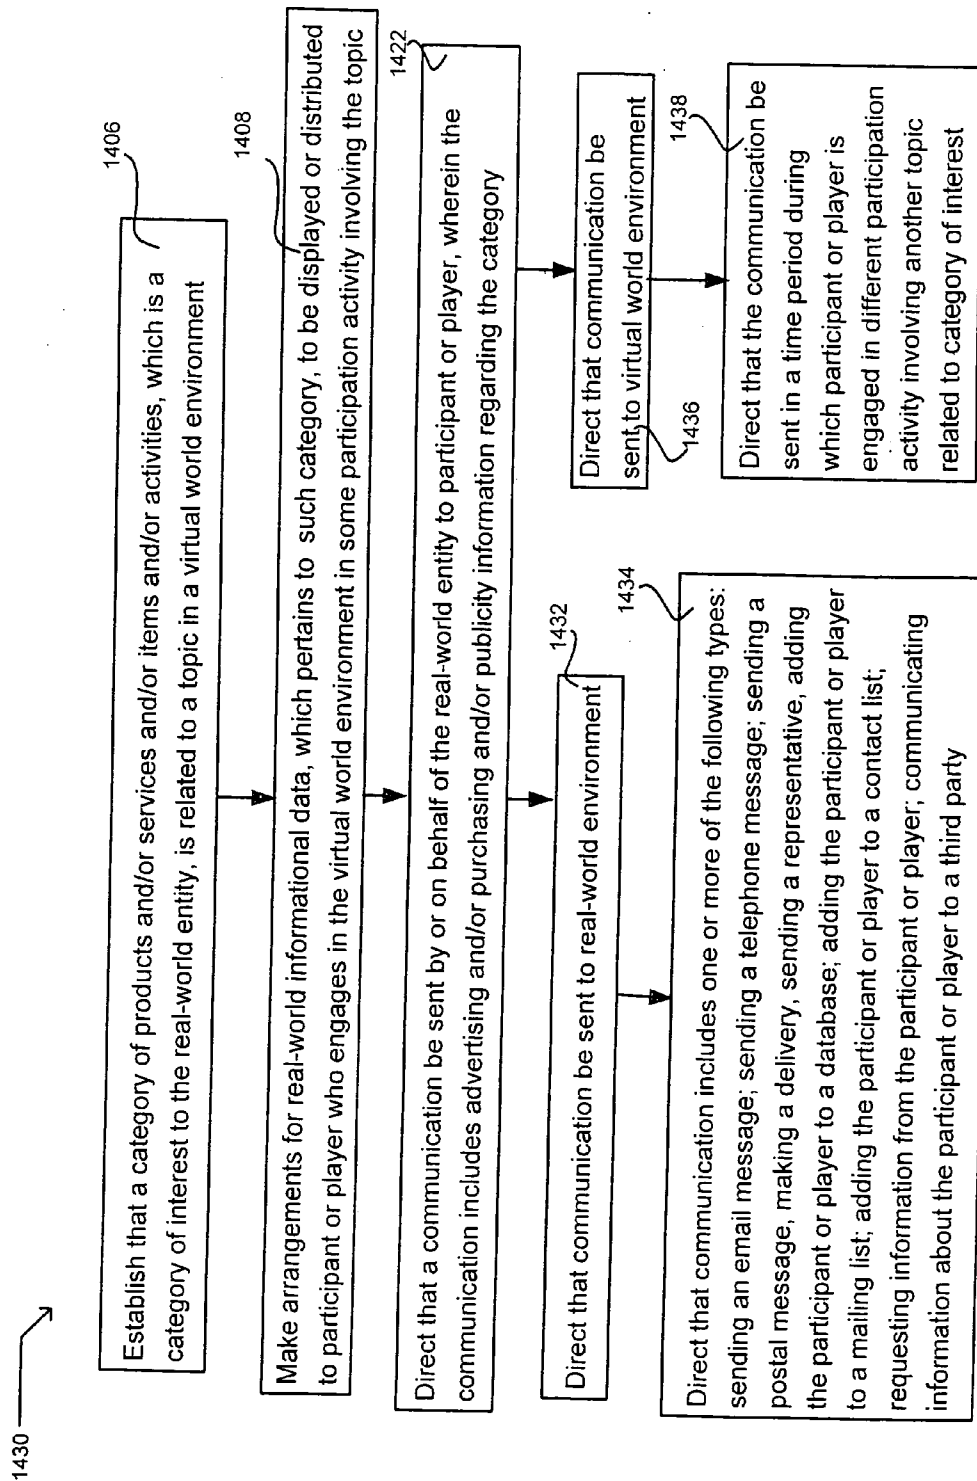 1430
1406
Establish that a category of products and/or services and/or items and/or activities, which is a
category of interest to the real-world entity, is related to a topic in a virtual world environment
1408
Make arrangements for real-world informational data, which pertains to such category, to be displayed or distributed
to participant or player who engages in the virtual world environment in some participation activity involving the topic
1422
Direct that a communication be sent by or on behalf of the real-world entity to participant or player, wherein the
communication includes advertising and/or purchasing and/or publicity information regarding the category
1432
Direct that communication be sent to real-world environment
1434
Direct that communication includes one or more of the following types:
sending an email message; sending a telephone message; sending a
postal message, making a delivery, sending a representative, adding
the participant or player to a database; adding the participant or player
to a mailing list; adding the participant or player to a contact list;
requesting information from the participant or player; communicating
information about the participant or player to a third party
Direct that communication be
sent to virtual world environment
1436
1438
Direct that the communication be
sent in a time period during
which participant or player is
engaged in different participation
activity involving another topic
related to category of interest